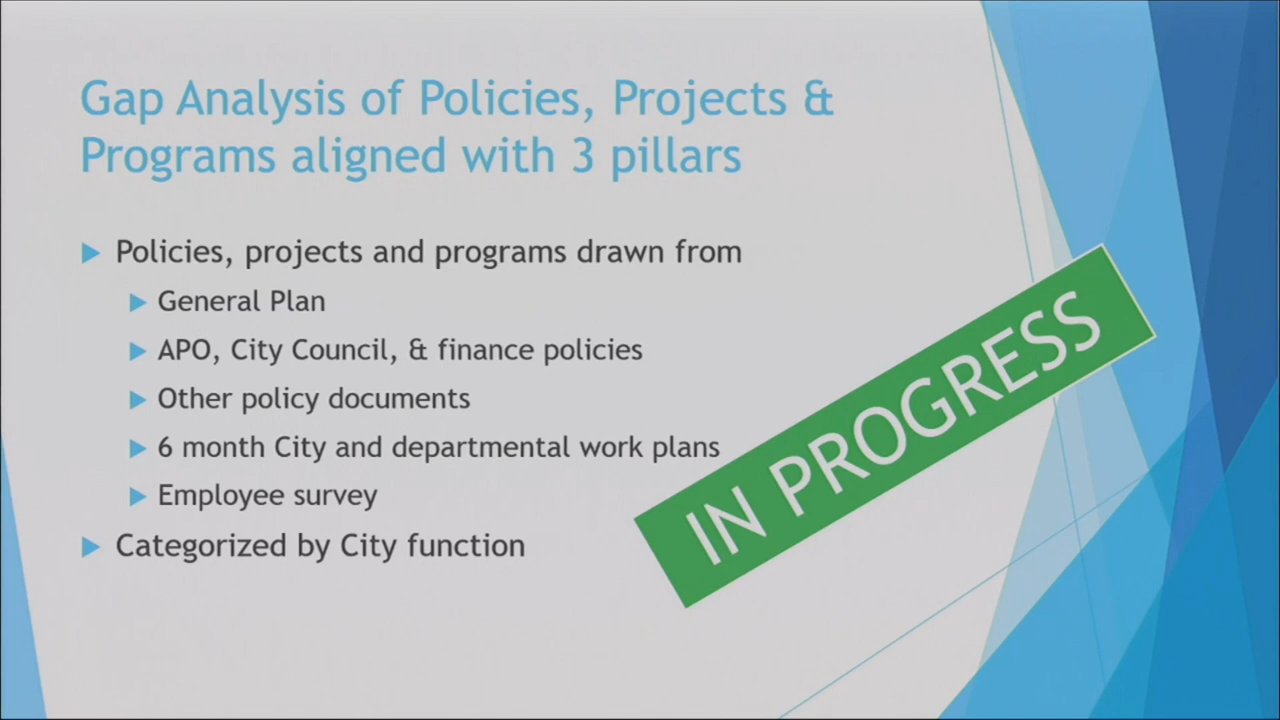 Gap Analysis of Policies, Projects &
Programs aligned with 3 pillars
Policies, projects and programs drawn from
General Plan
APO, City Council, & finance policies
Other policy documents
6 month City and departmental work plans
Employee survey
Categorized by City function
IN PROGRESS